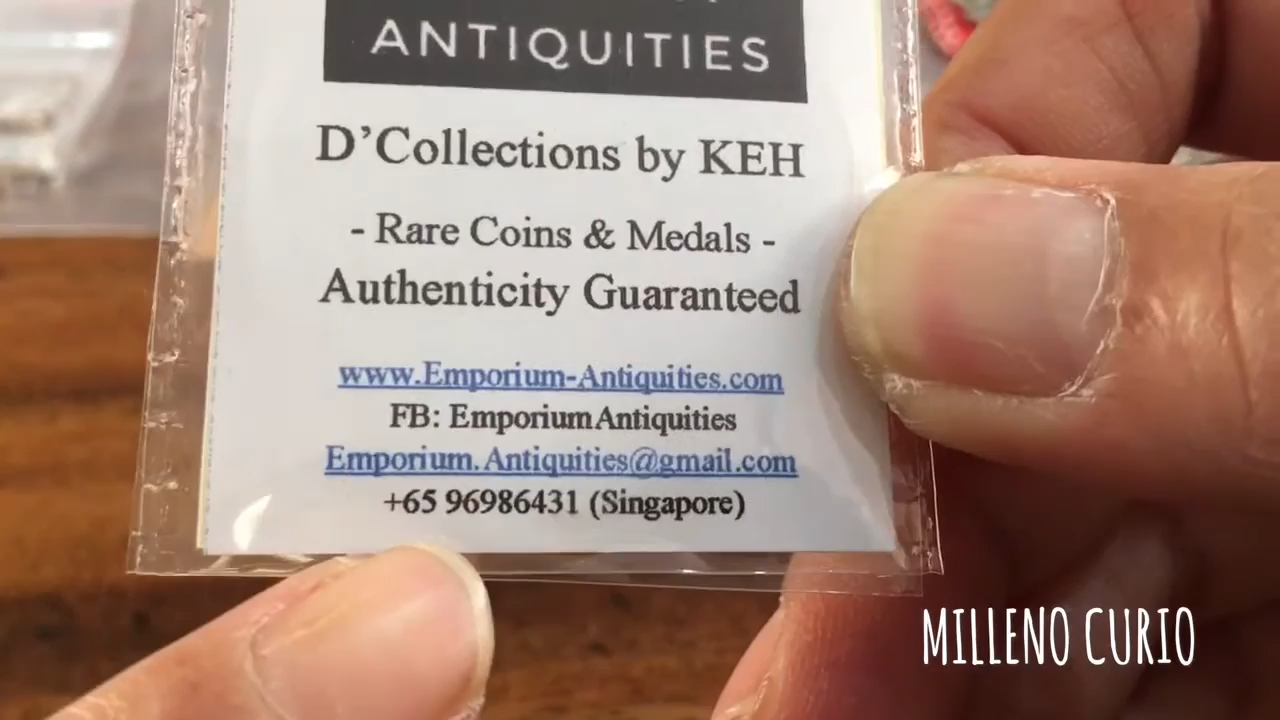 ANTIQUITIES
D'Collections by KEH
- Rare Coins & Medals -
Authenticity Guaranteed
www.Emporium-Antiquities.com
FB: EmporiumAntiquities
Emporium.Antiquities@gmail.com
+65 96986431 (Singapore)
MILLENO CURIO